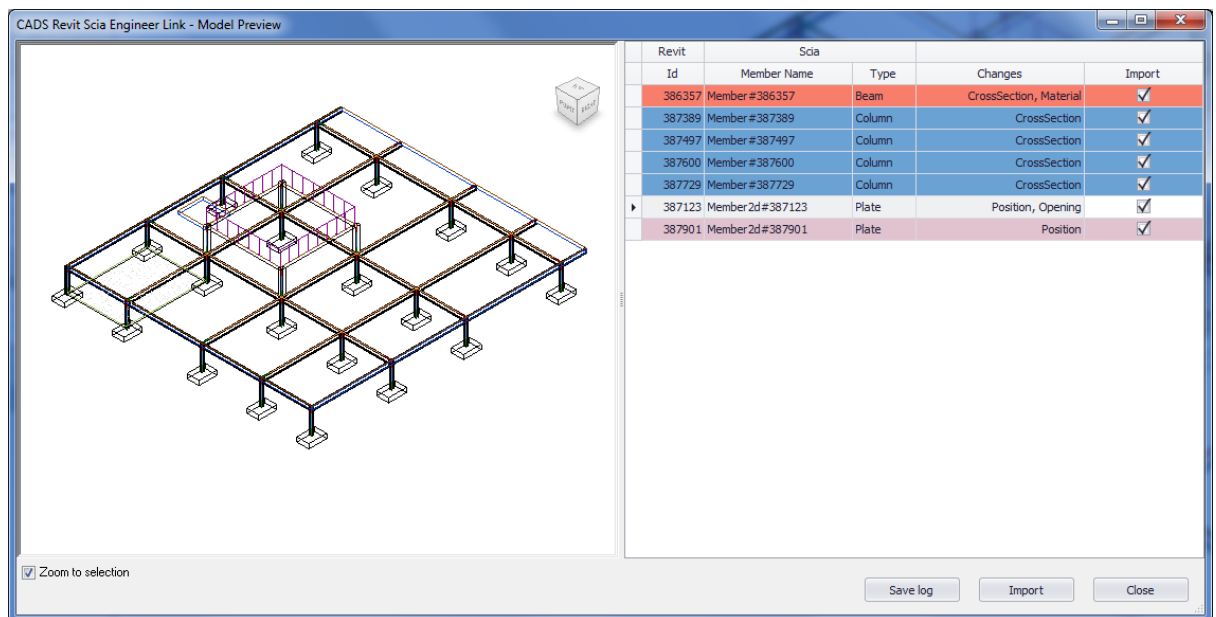 CADS Revit Scia Engineer Link - Model Preview
Revit Scia
Id Member Name Type Changes Import
386357 Member#386357 Beam CrossSection, Material
387389 Member#387389 Column CrossSection
387497 Member#387497 Column CrossSection
387600 Member#387600 Column CrossSection
387729 Member#387729 Column CrossSection
387123 Member2d#387123 Plate Position, Opening
387901 Member2d#387901 Plate Position
FRONT RIGHT
Zoom to selection
Save log Import Close